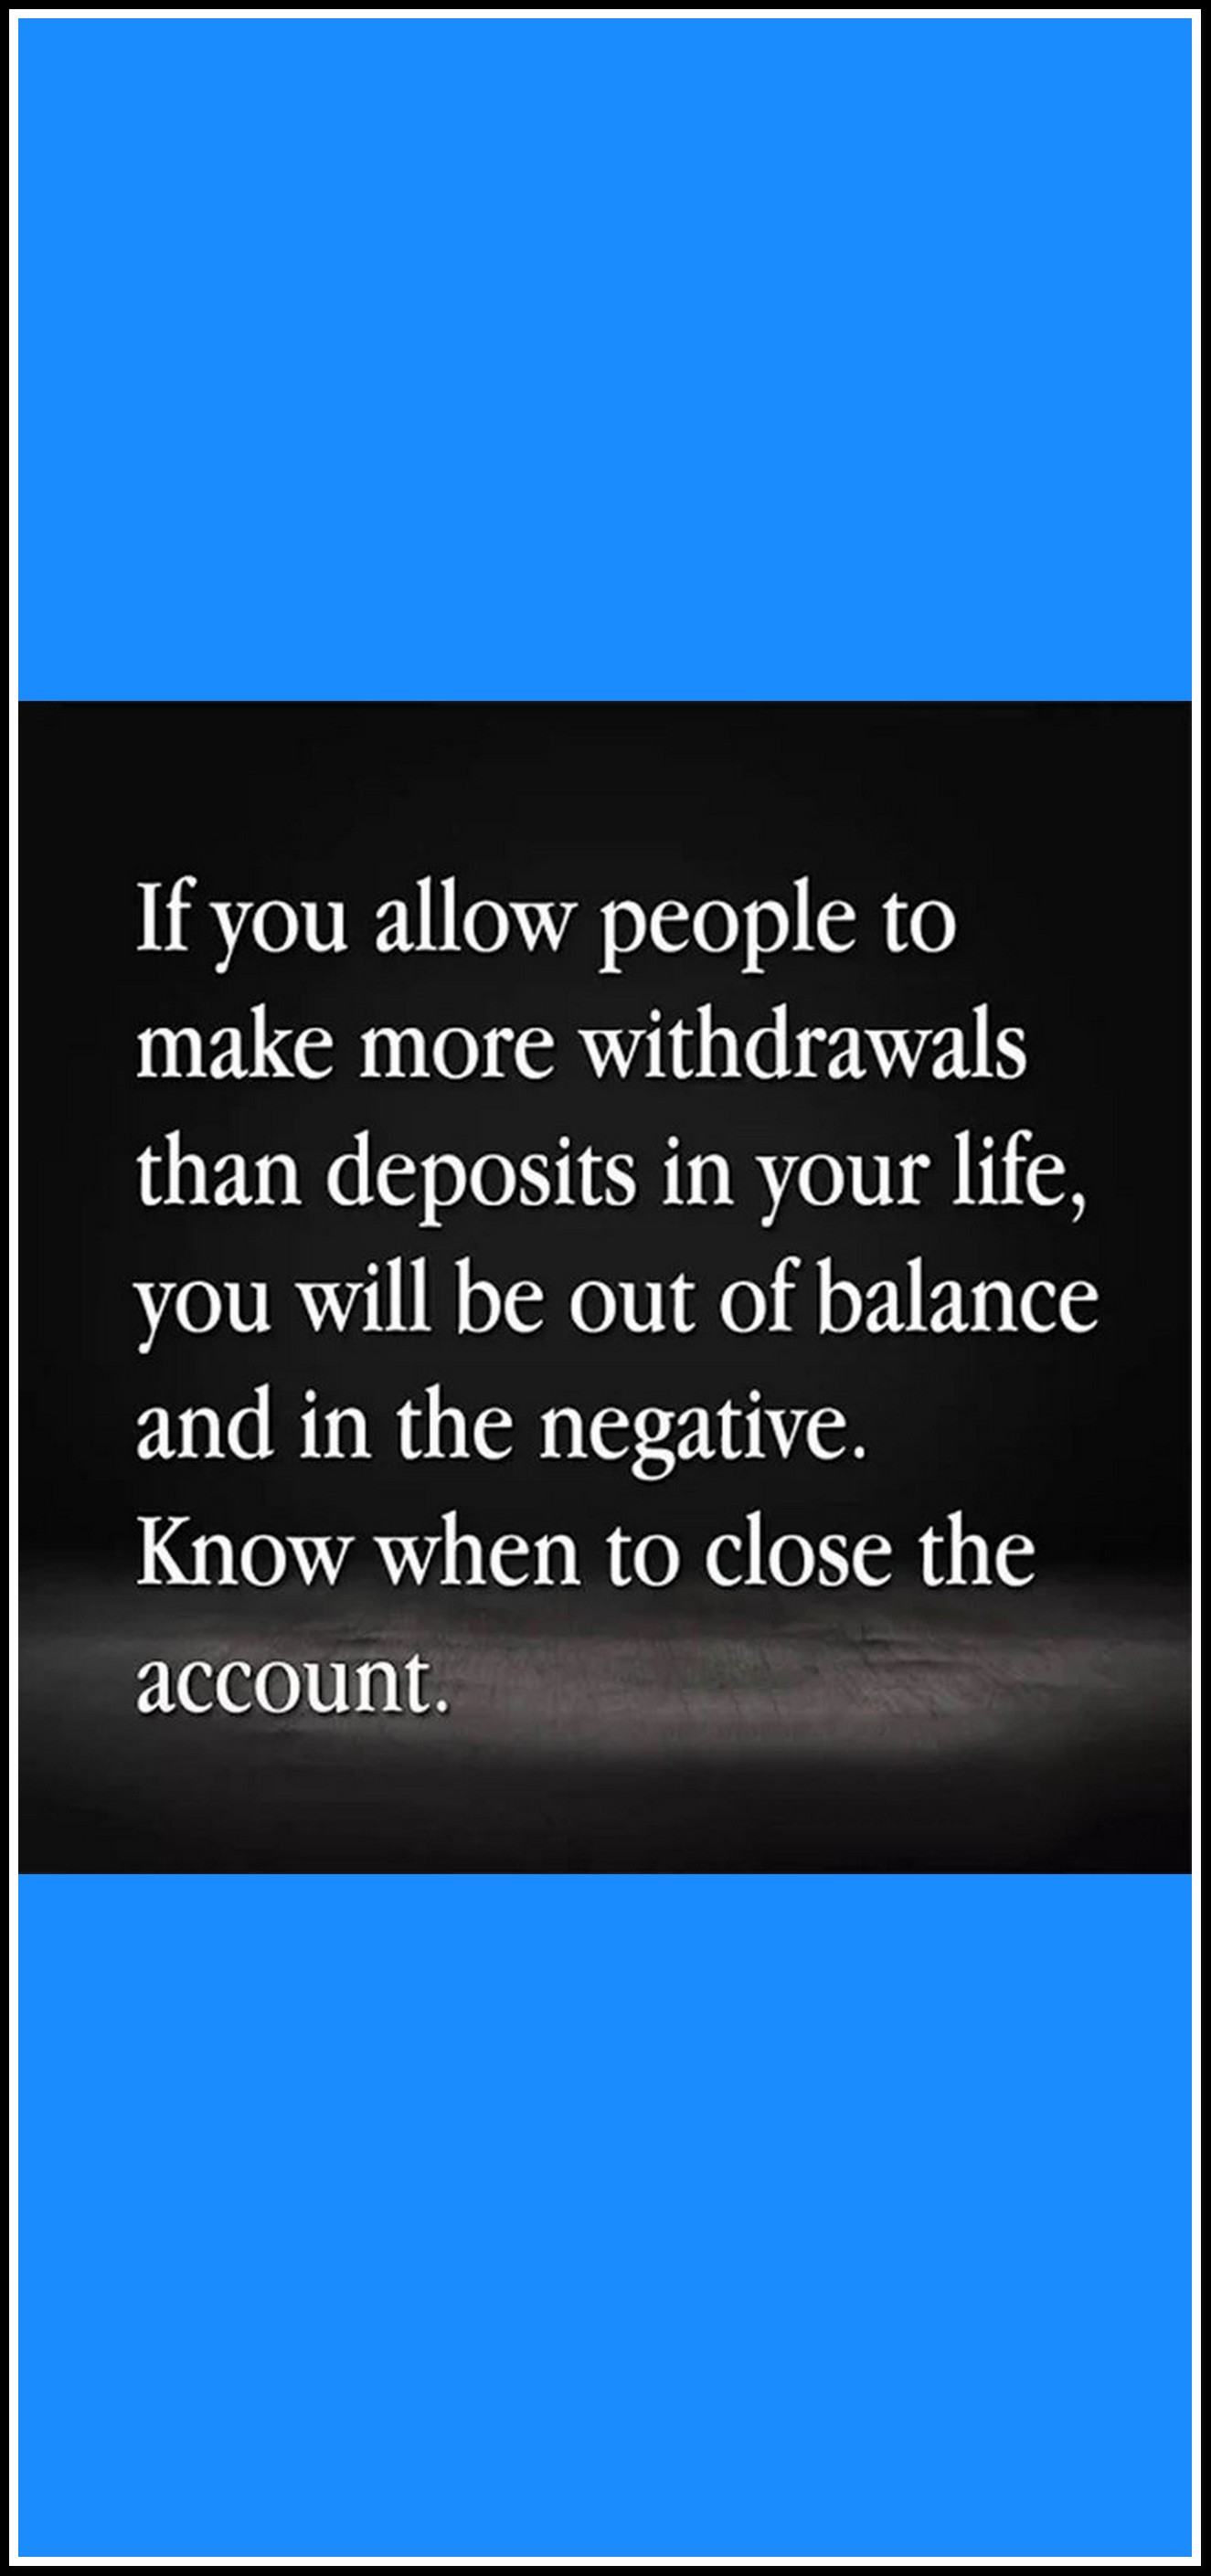 If you allow people to
make more withdrawals
than deposits in your life,
you will be out of balance
and in the negative.
Know when to close the
account.